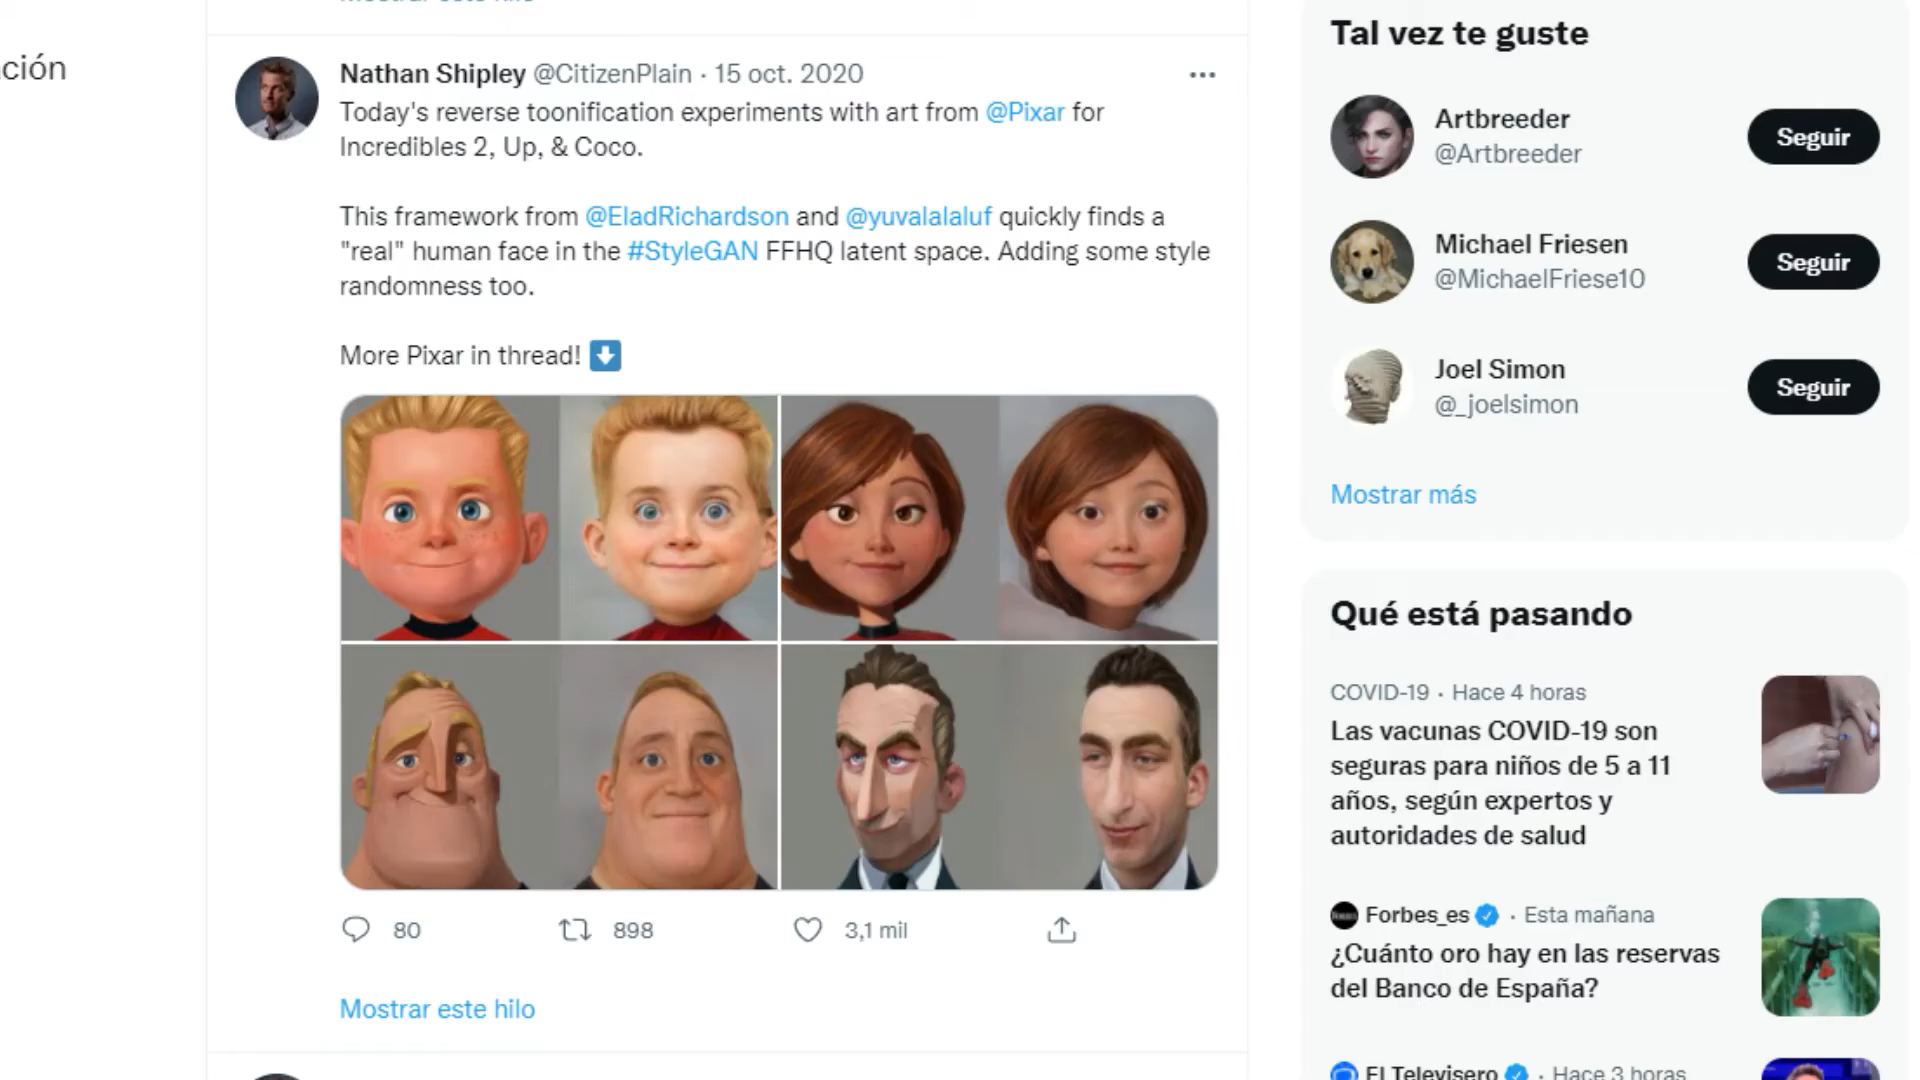 ción
Nathan Shipley @CitizenPlain · 15 oct. 2020
Today's reverse toonification experiments with art from @Pixar for
Incredibles 2, Up, & Coco.
This framework from @EladRichardson and @yuvalalaluf quickly finds a
"real" human face in the #StyleGAN FFHQ latent space. Adding some style
randomness too.
More Pixar in thread!
80 898 3,1 mil
Mostrar este hilo
Tal vez te guste
Artbreeder
@Artbreeder
Seguir
Michael Friesen
@MichaelFriese10
Seguir
Joel Simon
@_joelsimon
Seguir
Mostrar más
Qué está pasando
COVID-19 · Hace 4 horas
Las vacunas COVID-19 son
seguras para niños de 5 a 11
años, según expertos y
autoridades de salud
Forbes_es · Esta mañana
¿Cuánto oro hay en las reservas
del Banco de España?
El Televisero · Hace 3 horas